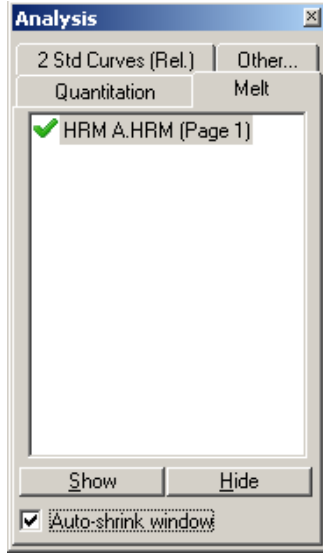 Analysis
2 Std Curves (Rel.) Other...
Quantitation Melt
HRM A.HRM (Page 1)
Show Hide
Auto-shrink window